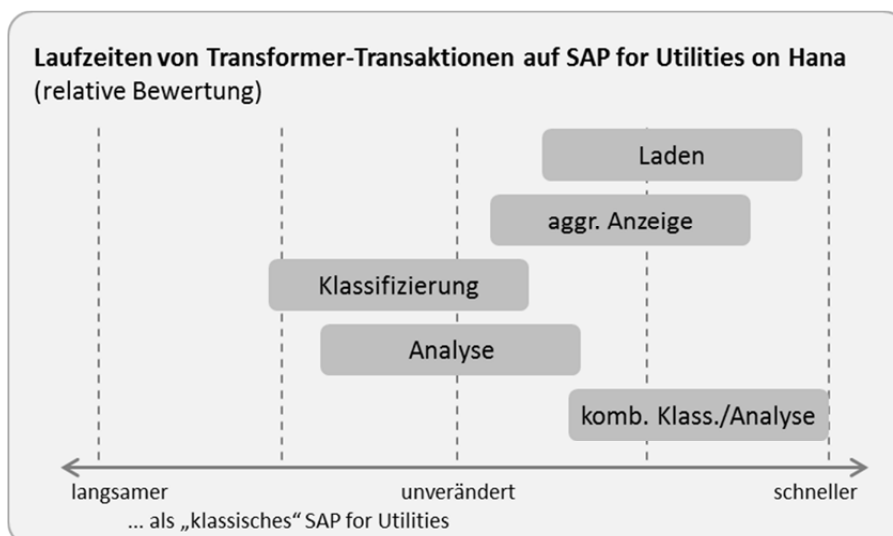 Laufzeiten von Transformer-Transaktionen auf SAP for Utilities on Hana
(relative Bewertung)
Laden
aggr. Anzeige
Klassifizierung
Analyse
komb. Klass./Analyse
langsamer unverändert schneller
... als „klassisches“ SAP for Utilities